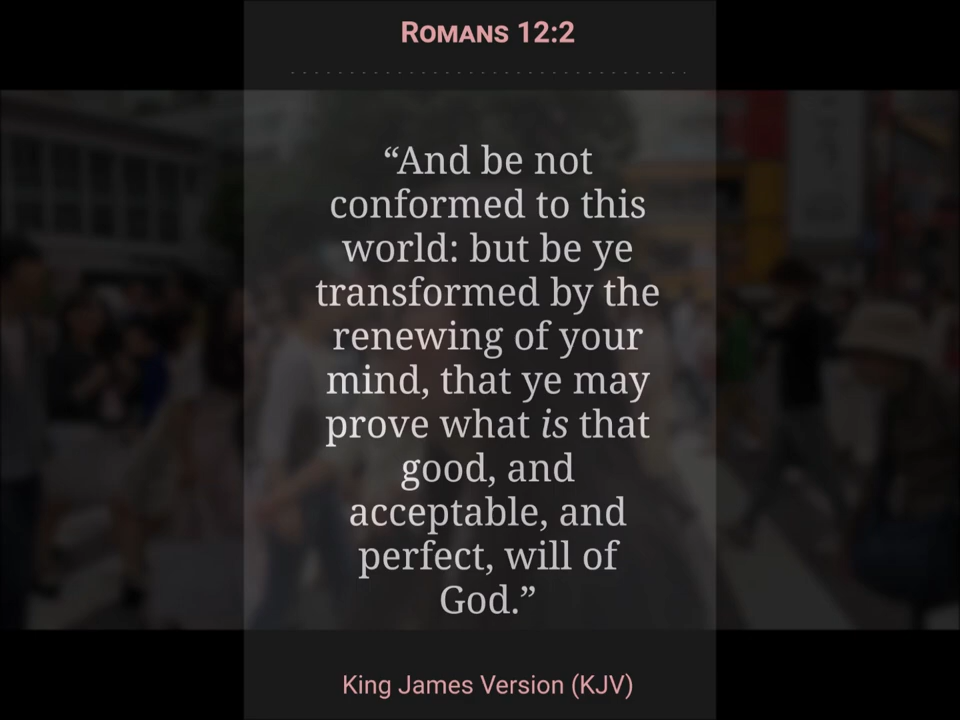 Romans 12:2
“And be not
conformed to this
world: but be ye
transformed by the
renewing of your
mind, that ye may
prove what is that
good, and
acceptable, and
perfect, will of
God.”
King James Version (KJV)